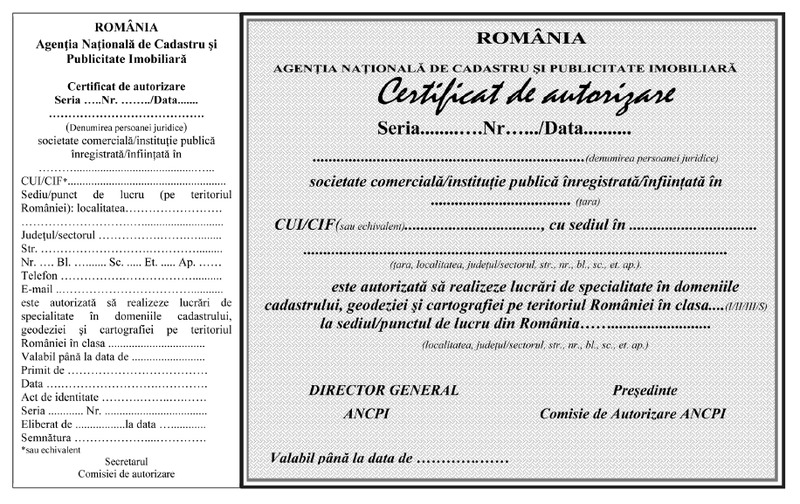 ROMÂNIA
Agenţia Naţională de Cadastru şi
Publicitate Imobiliară
Certificat de autorizare
Seria …..Nr. ……../Data.......
…………………………………
(Denumirea persoanei juridice)
societate comercială/instituţie publică
înregistrată/înfiinţată în
………...........................................…...
CUI/CIF*....................................................
Sediu/punct de lucru (pe teritoriul
României): localitatea……………………
………………………………………………
Judeţul/sectorul ……………………........
Str. ……………………………….........
Nr. .… Bl. …....... Sc. ..... Et. ..... Ap. …..
Telefon ………………………….........
E-mail ………………………………........
este autorizată să realizeze lucrări de
specialitate în domeniile cadastrului,
geodeziei şi cartografiei pe teritoriul
României în clasa ................................
Valabil până la data de .........................
Primit de …………………………….
Data ………………………………….
Act de identitate …………………….
Seria ............ Nr. ...................................
Eliberat de .................la data …...........
Semnătura …………......…………….
*sau echivalent
Secretarul
Comisiei de autorizare
ROMÂNIA
AGENŢIA NAŢIONALĂ DE CADASTRU ŞI PUBLICITATE IMOBILIARĂ
Certificat de autorizare
Seria........….Nr…../Data..........
...............................................................(denumirea persoanei juridice)
societate comercială/instituţie publică înregistrată/înfiinţată în
................................ (ţara)
CUI/CIF(sau echivalent)..............................., cu sediul în .............................
....................................................................................................
(ţara, localitatea, judeţul/sectorul, str., nr., bl., sc., et. ap.).
este autorizată să realizeze lucrări de specialitate în domeniile
cadastrului, geodeziei şi cartografiei pe teritoriul României în clasa....(I/II/III/S)
la sediul/punctul de lucru din România……..............................
(localitatea, judeţul/sectorul, str., nr., bl., sc., et. ap.)
DIRECTOR GENERAL
ANCPI
Preşedinte
Comisie de Autorizare ANCPI
Valabil până la data de …………………